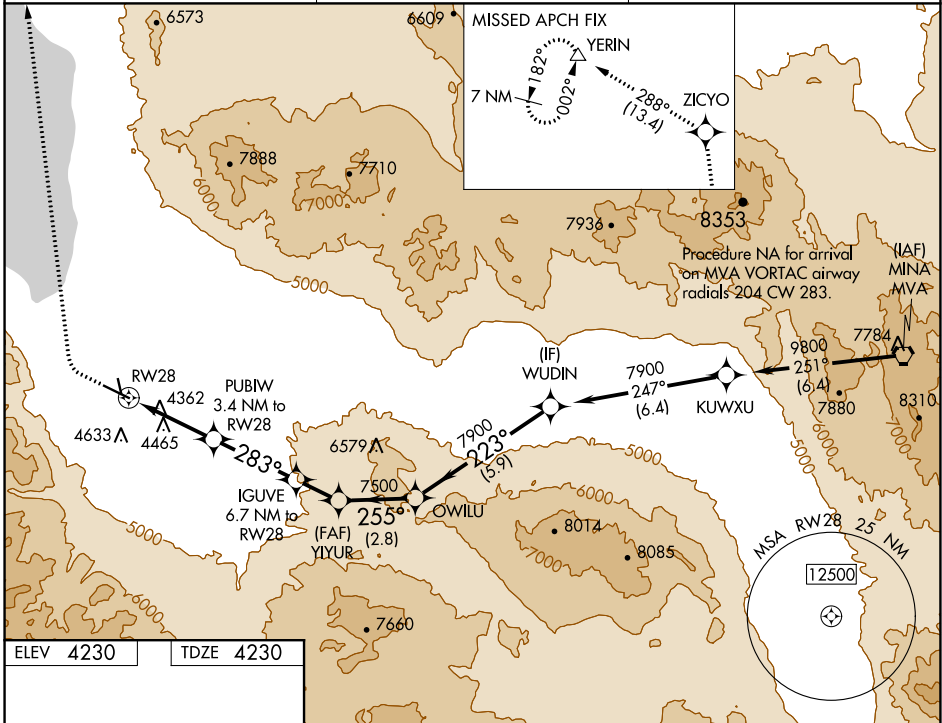 6573
6609
MISSED APCH FIX
YERIN
182°
002°
7 NM
288°
(13.4)
ZICYO
7888
7710
6000
7000
7936
8353
Procedure NA for arrival
on MVA VORTAC airway
radials 204 CW 283.
(IAF)
MINA
MVA
5000
7784
9800
251°
(6.4)
7880
8310
(IF)
WUDIN
7900
247°
(6.4)
KUWXU
RW28
4362
4633
4465
PUBIW
3.4 NM to
RW28
283°
7900
223°
(5.9)
5000
6579
7500
255°
(2.8)
OWILU
IGUVE
6.7 NM to
RW28
(FAF)
YIYUR
6000
8014
8085
7000
5000
MSA RW28 25 NM
12500
6000
7660
ELEV 4230
TDZE 4230